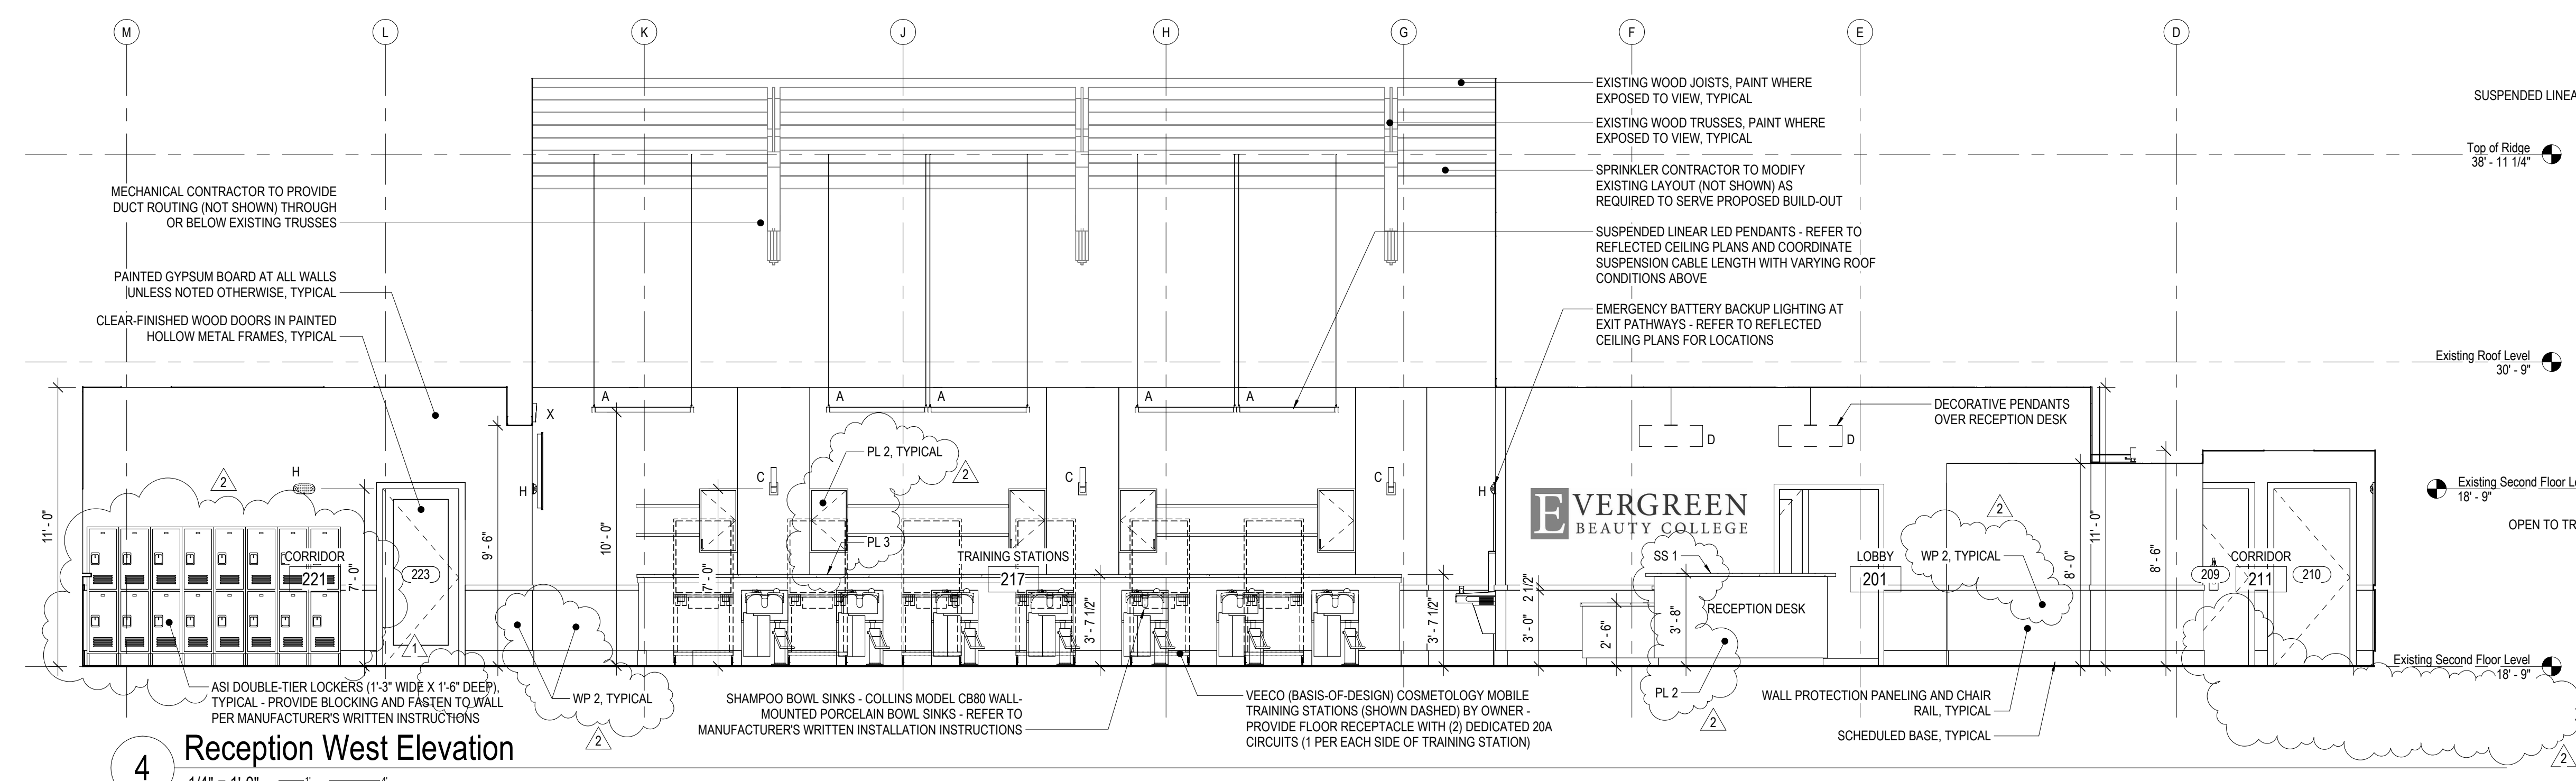 M
L
K
J
H
G
F
E
D
EXISTING WOOD JOISTS, PAINT WHERE
EXPOSED TO VIEW, TYPICAL
EXISTING WOOD TRUSSES, PAINT WHERE
EXPOSED TO VIEW, TYPICAL
SPRINKLER CONTRACTOR TO MODIFY
EXISTING LAYOUT (NOT SHOWN) AS
REQUIRED TO SERVE PROPOSED BUILD-OUT
SUSPENDED LINEAR LED PENDANTS - REFER TO
REFLECTED CEILING PLANS AND COORDINATE
SUSPENSION CABLE LENGTH WITH VARYING ROOF
CONDITIONS ABOVE
EMERGENCY BATTERY BACKUP LIGHTING AT
EXIT PATHWAYS - REFER TO REFLECTED
CEILING PLANS FOR LOCATIONS
SUSPENDED LINEA
Top of Ridge
38' - 11 1/4"
Existing Roof Level
30' - 9"
Existing Second Floor L
18' - 9"
OPEN TO TR
Existing Second Floor Level
18' - 9"
MECHANICAL CONTRACTOR TO PROVIDE
DUCT ROUTING (NOT SHOWN) THROUGH
OR BELOW EXISTING TRUSSES
PAINTED GYPSUM BOARD AT ALL WALLS
UNLESS NOTED OTHERWISE, TYPICAL
CLEAR-FINISHED WOOD DOORS IN PAINTED
HOLLOW METAL FRAMES, TYPICAL
A
A
A
A
A
X
DECORATIVE PENDANTS
OVER RECEPTION DESK
D
D
H
H
C
C
C
H
2
PL 2, TYPICAL
2
PL 3
EVERGREEN
BEAUTY COLLEGE
2
11' - 0"
CORRIDOR
221
7' - 0"
223
9' - 6"
10' - 0"
7' - 0"
TRAINING STATIONS
217
3' - 7 1/2"
3' - 7 1/2"
3' - 0"
2 1/2"
2' - 6"
SS 1
3' - 8"
RECEPTION DESK
LOBBY
201
WP 2, TYPICAL
8' - 0"
11' - 0"
8' - 6"
209
CORRIDOR
211
210
1
ASI DOUBLE-TIER LOCKERS (1'-3" WIDE X 1'-6" DEEP),
TYPICAL - PROVIDE BLOCKING AND FASTEN TO WALL
PER MANUFACTURER'S WRITTEN INSTRUCTIONS
WP 2, TYPICAL
2
SHAMPOO BOWL SINKS - COLLINS MODEL CB80 WALL-
MOUNTED PORCELAIN BOWL SINKS - REFER TO
MANUFACTURER'S WRITTEN INSTALLATION INSTRUCTIONS
VEECO (BASIS-OF-DESIGN) COSMETOLOGY MOBILE
TRAINING STATIONS (SHOWN DASHED) BY OWNER -
PROVIDE FLOOR RECEPTACLE WITH (2) DEDICATED 20A
CIRCUITS (1 PER EACH SIDE OF TRAINING STATION)
PL 2
2
WALL PROTECTION PANELING AND CHAIR
RAIL, TYPICAL
SCHEDULED BASE, TYPICAL
2
4
Reception West Elevation
1/4" = 1'-0"
1'
4'